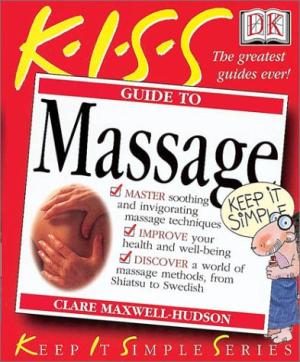 K·I·S·S
DK
The greatest
guides ever!
GUIDE TO
Massage
MASTER soothing
and invigorating
massage techniques
IMPROVE your
health and well-being
DISCOVER a world of
massage methods, from
Shiatsu to Swedish
KEEP IT
SIMPLE
CLARE MAXWELL-HUDSON
KEEP IT SIMPLE SERIES